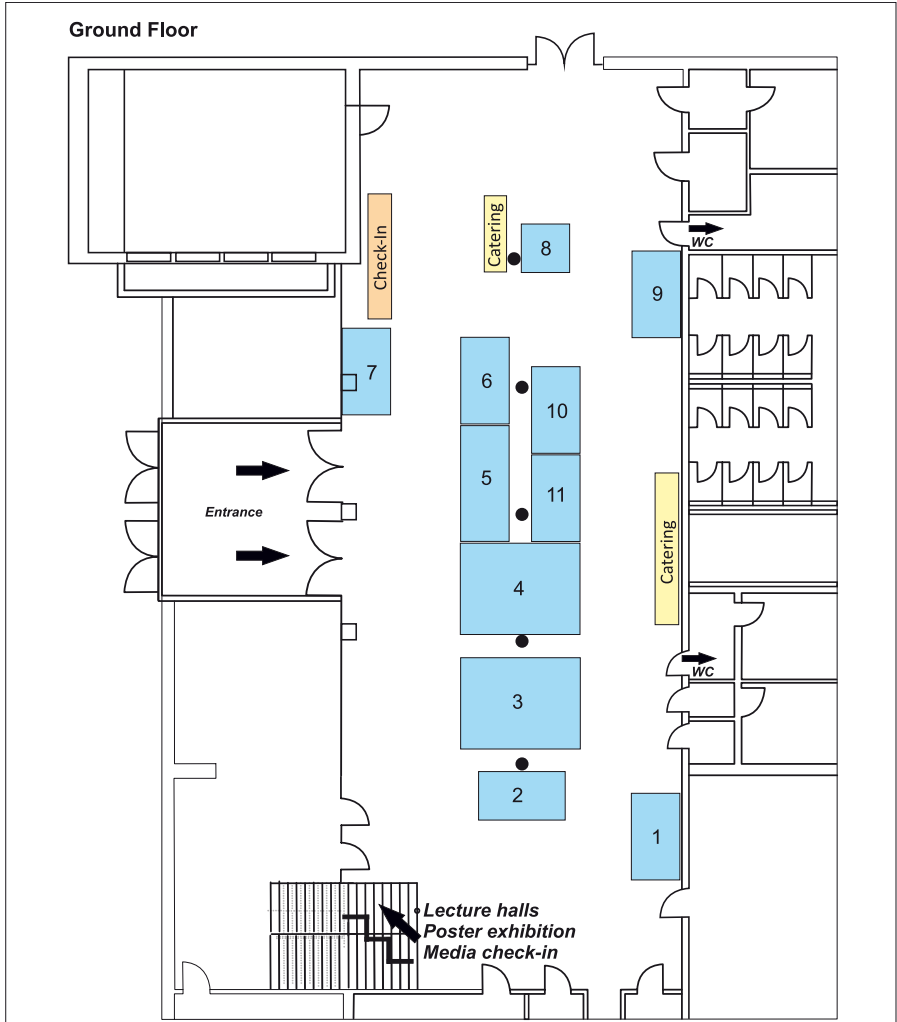 Ground Floor
Catering
Check-In
8
WC
9
7
6
10
5
11
Entrance
Catering
4
WC
3
2
1
Lecture halls
Poster exhibition
Media check-in